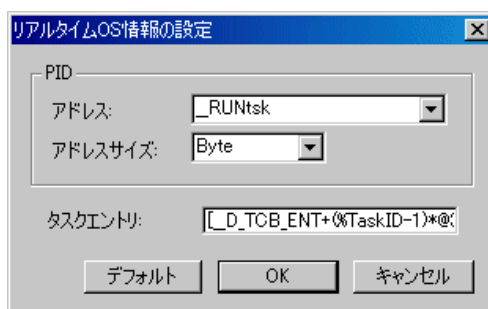 リアルタイムOS情報の設定
PID
アドレス:
__RUNtsk
アドレスサイズ:
Byte
タスクエントリ:
[__D_TCB_ENT+(%TaskID-1)*@(
デフォルト
OK
キャンセル